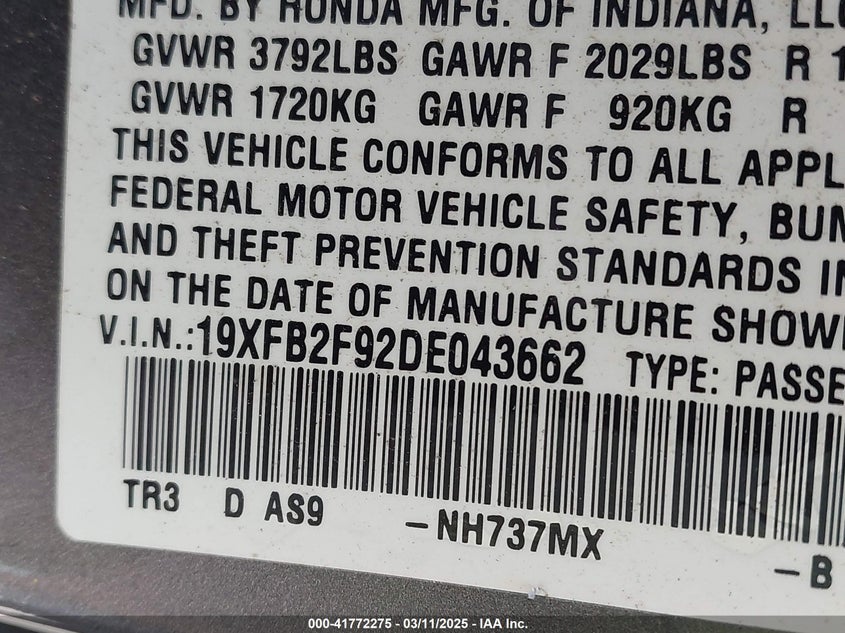 MFD. BY HONDA MFG. OF INDIANA, LLC
GVWR 3792LBS GAWR F 2029LBS R 1
GVWR 1720KG GAWR F 920KG R
THIS VEHICLE CONFORMS TO ALL APPL
FEDERAL MOTOR VEHICLE SAFETY, BUM
AND THEFT PREVENTION STANDARDS IN
ON THE DATE OF MANUFACTURE SHOW
V.I.N.:19XFB2F92DE043662 TYPE: PASSE
TR3 D AS9 -NH737MX -B
000-41772275 - 03/11/2025 - IAA Inc.